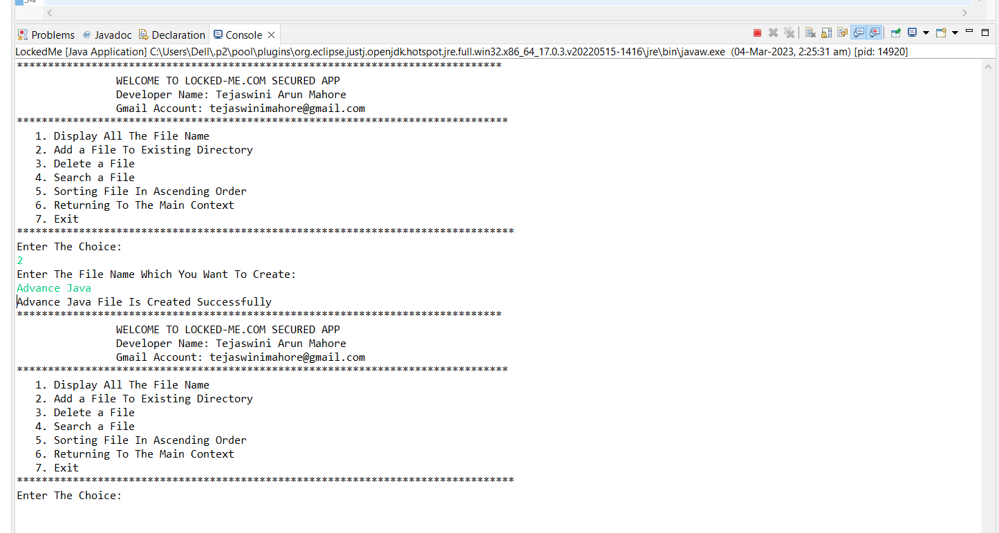 34
Problems @ Javadoc Declaration Console
LockedMe [Java Application] C:\Users\Dell\.p2\pool\plugins\org.eclipse.justj.openjdk.hotspot.jre.full.win32.x86_64_17.0.3.v20220515-1416\jre\bin\javaw.exe (04-Mar-2023, 2:25:31 am) [pid: 14920]
******************************************************************************
WELCOME TO LOCKED-ME.COM SECURED APP
Developer Name: Tejaswini Arun Mahore
Gmail Account: tejaswinimahore@gmail.com
*******************************************************************************
1. Display All The File Name
2. Add a File To Existing Directory
3. Delete a File
4. Search a File
5. Sorting File In Ascending Order
6. Returning To The Main Context
7. Exit
********************************************************************************
Enter The Choice:
2
Enter The File Name Which You Want To Create:
Advance Java
Advance Java File Is Created Successfully
******************************************************************************
WELCOME TO LOCKED-ME.COM SECURED APP
Developer Name: Tejaswini Arun Mahore
Gmail Account: tejaswinimahore@gmail.com
*******************************************************************************
1. Display All The File Name
2. Add a File To Existing Directory
3. Delete a File
4. Search a File
5. Sorting File In Ascending Order
6. Returning To The Main Context
7. Exit
********************************************************************************
Enter The Choice: